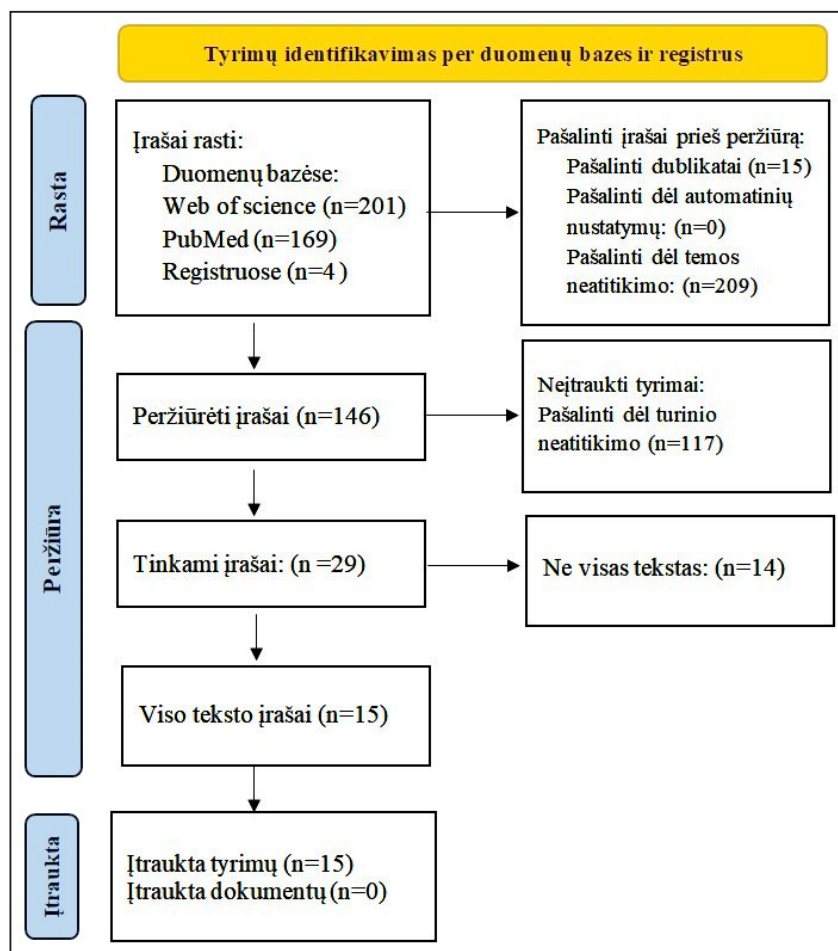 Tyrimų identifikavimas per duomenų bazes ir registrus
Rasta
Įrašai rasti:
Duomenų bazėse:
Web of science (n=201)
PubMed (n=169)
Registruose (n=4 )
Pašalinti įrašai prieš peržiūrą:
Pašalinti dublikatai (n=15)
Pašalinti dėl automatinių
nustatymų: (n=0)
Pašalinti dėl temos
neatitikimo: (n=209)
Peržiūra
Peržiūrėti įrašai (n=146)
Neįtraukti tyrimai:
Pašalinti dėl turinio
neatitikimo (n=117)
Tinkami įrašai: (n =29)
Ne visas tekstas: (n=14)
Viso teksto įrašai (n=15)
Įtraukta
Įtraukta tyrimų (n=15)
Įtraukta dokumentų (n=0)